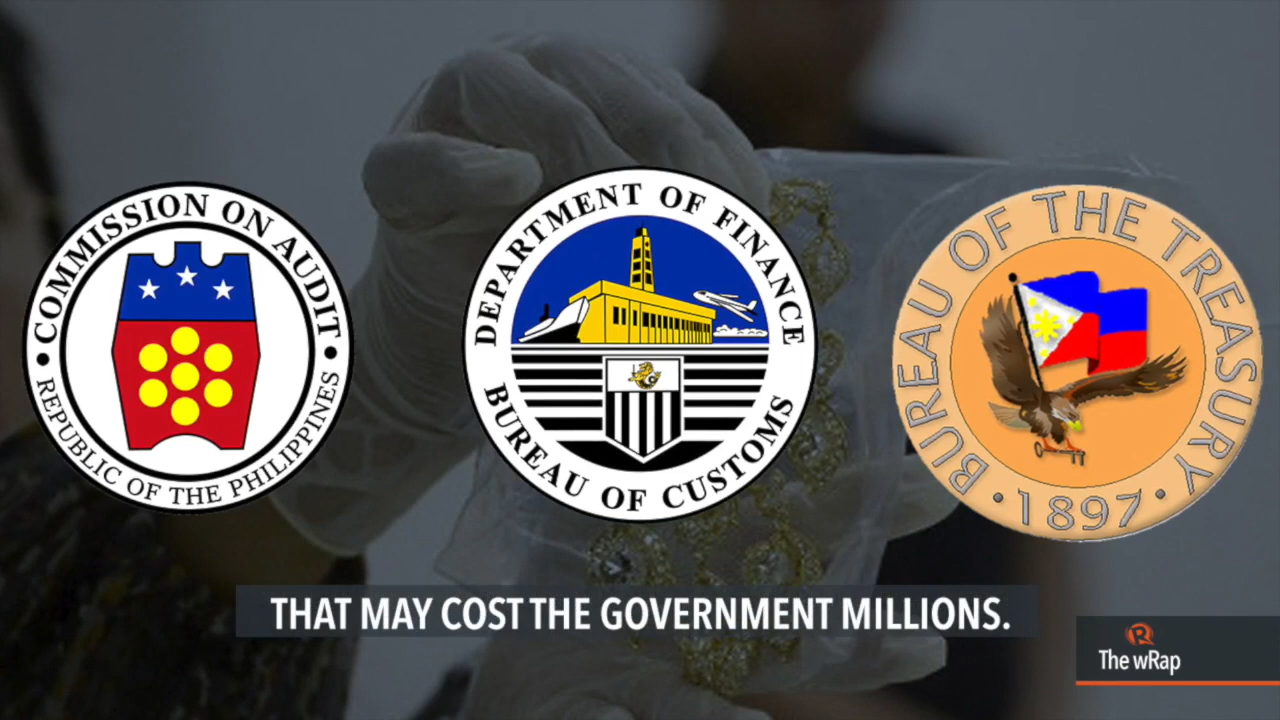 COMMISSION ON AUDIT
REPUBLIC OF THE PHILIPPINES
DEPARTMENT OF FINANCE
BUREAU OF CUSTOMS
BUREAU OF THE TREASURY
1897
THAT MAY COST THE GOVERNMENT MILLIONS.
R
The wRap